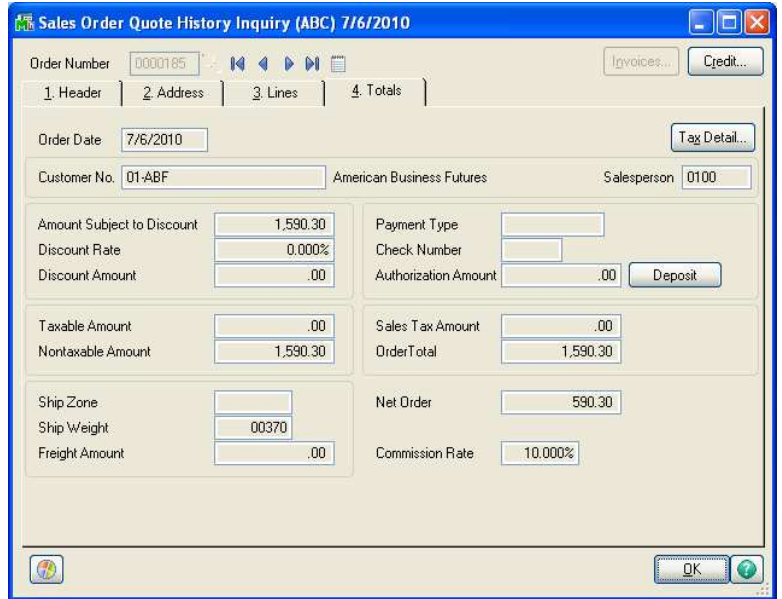 Sales Order Quote History Inquiry (ABC) 7/6/2010
Order Number 0000185 Invoices... Credit...
1. Header 2. Address 3. Lines 4. Totals
Order Date 7/6/2010 Tax Detail...
Customer No. 01-ABF American Business Futures Salesperson 0100
Amount Subject to Discount 1,590.30 Payment Type
Discount Rate 0.000% Check Number
Discount Amount .00 Authorization Amount .00 Deposit
Taxable Amount .00 Sales Tax Amount .00
Nontaxable Amount 1,590.30 OrderTotal 1,590.30
Ship Zone Net Order 590.30
Ship Weight 00370
Freight Amount .00 Commission Rate 10.000%
OK